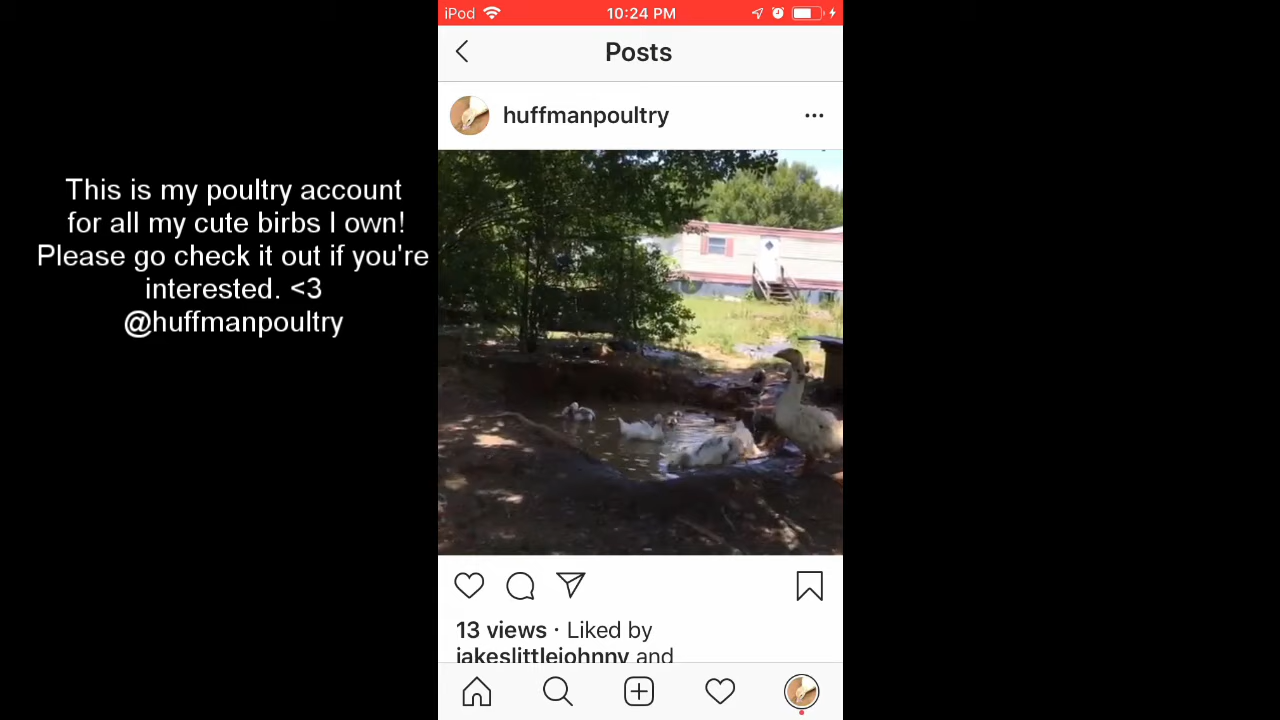 iPod 10:24 PM
Posts
huffmanpoultry
This is my poultry account
for all my cute birbs I own!
Please go check it out if you're
interested. <3
@huffmanpoultry
13 views · Liked by
jakeslittlejohnny and